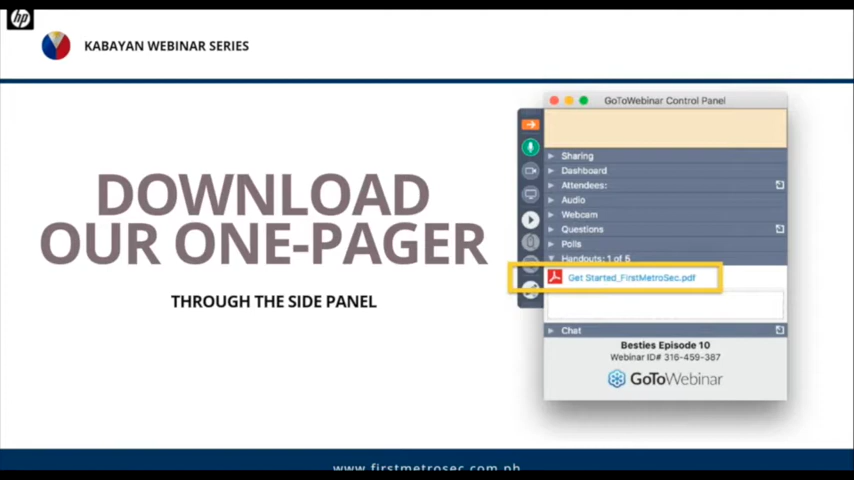 hp
KABAYAN WEBINAR SERIES
DOWNLOAD
OUR ONE-PAGER
THROUGH THE SIDE PANEL
GoToWebinar Control Panel
Sharing
Dashboard
Attendees:
Audio
Webcam
Questions
Polls
Handouts: 1 of 5
Get Started_FirstMetroSec.pdf
Chat
Besties Episode 10
Webinar ID# 316-459-387
GoToWebinar
www.firstmetrosec.com.ph